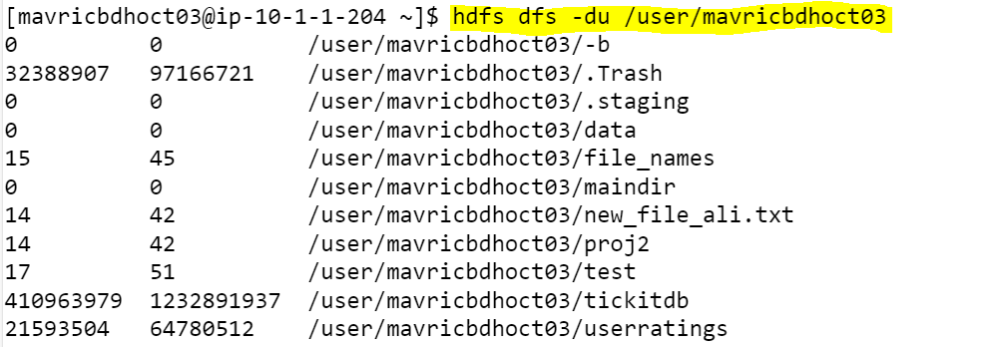 [mavricbdhoct03@ip-10-1-1-204 ~]$ hdfs dfs -du /user/mavricbdhoct03
0 0 /user/mavricbdhoct03/-b
32388907 97166721 /user/mavricbdhoct03/.Trash
0 0 /user/mavricbdhoct03/.staging
0 0 /user/mavricbdhoct03/data
15 45 /user/mavricbdhoct03/file_names
0 0 /user/mavricbdhoct03/maindir
14 42 /user/mavricbdhoct03/new_file_ali.txt
14 42 /user/mavricbdhoct03/proj2
17 51 /user/mavricbdhoct03/test
410963979 1232891937 /user/mavricbdhoct03/tickitdb
21593504 64780512 /user/mavricbdhoct03/userratings